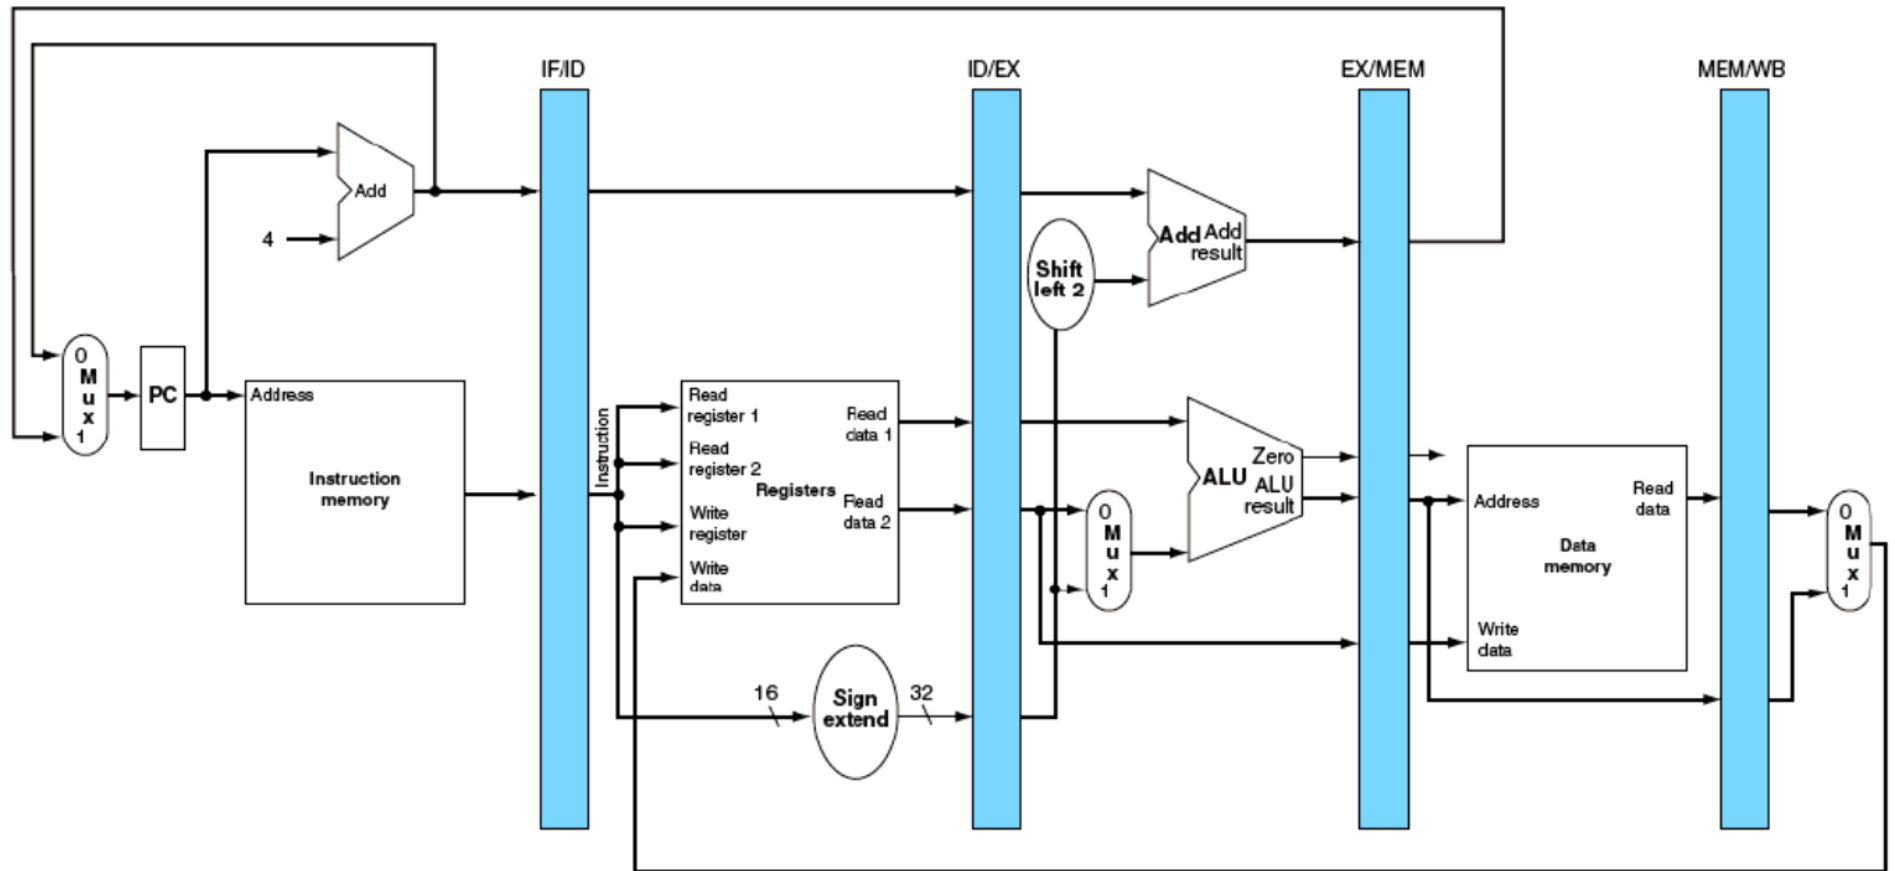 IF/ID
ID/EX
EX/MEM
MEM/WB
Add
4
Add Add
result
Shift
left 2
0
M
u
x
1
PC
Address
Instruction
memory
Instruction
Read
register 1
Read
register 2
Write
register
Write
data
Registers
Read
data 1
Read
data 2
16
Sign
extend
32
0
M
u
x
1
Zero
ALU ALU
result
Address
Read
data
Data
memory
Write
data
0
M
u
x
1